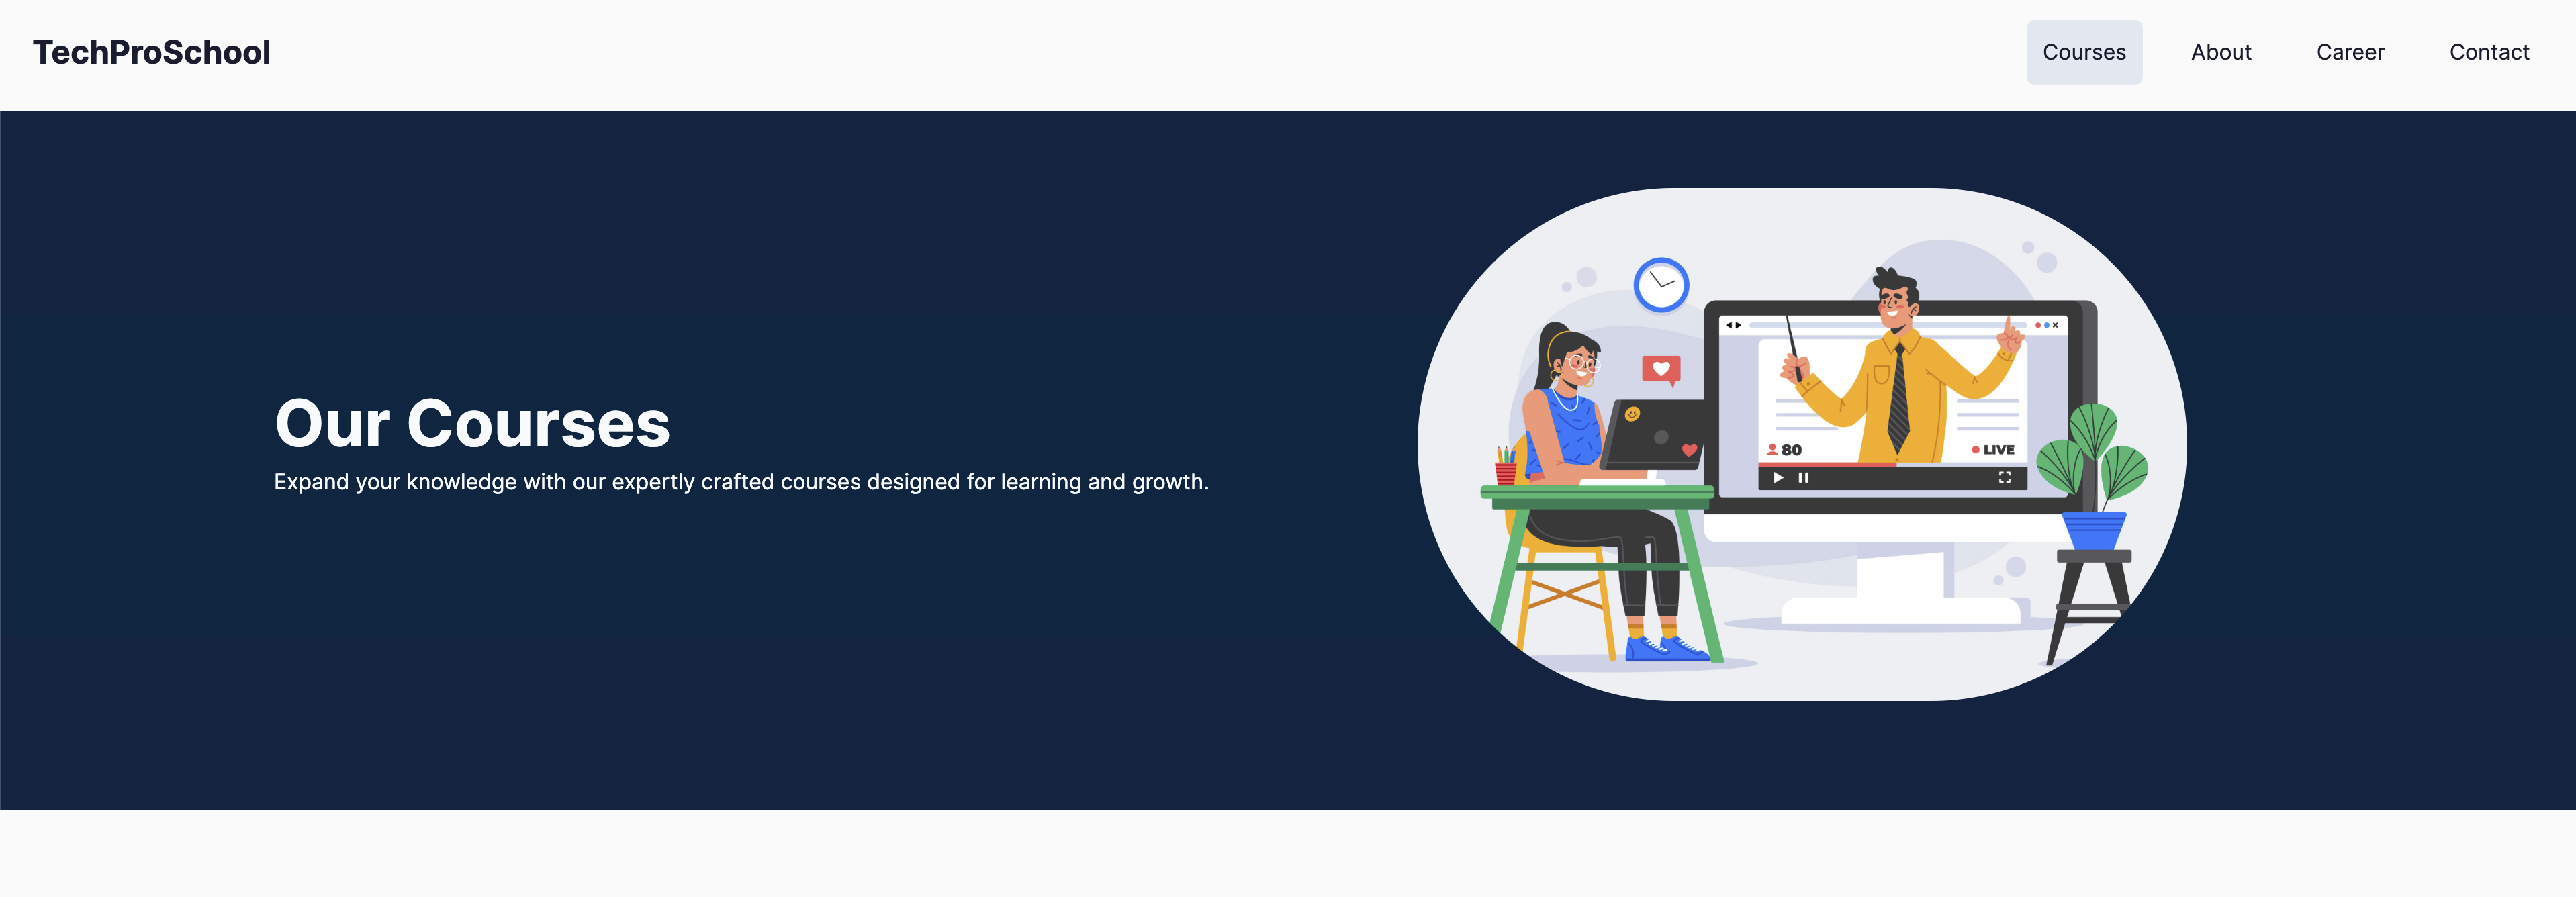 TechProSchool
Courses
About
Career
Contact
Our Courses
Expand your knowledge with our expertly crafted courses designed for learning and growth.
80
LIVE